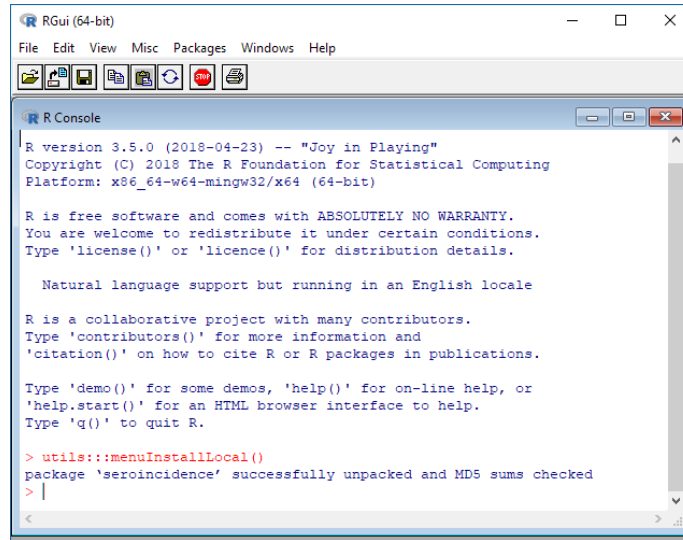 RGui (64-bit)
File Edit View Misc Packages Windows Help
STOP
R Console
R version 3.5.0 (2018-04-23) -- "Joy in Playing"
Copyright (C) 2018 The R Foundation for Statistical Computing
Platform: x86_64-w64-mingw32/x64 (64-bit)
R is free software and comes with ABSOLUTELY NO WARRANTY.
You are welcome to redistribute it under certain conditions.
Type 'license()' or 'licence()' for distribution details.
Natural language support but running in an English locale
R is a collaborative project with many contributors.
Type 'contributors()' for more information and
'citation()' on how to cite R or R packages in publications.
Type 'demo()' for some demos, 'help()' for on-line help, or
'help.start()' for an HTML browser interface to help.
Type 'q()' to quit R.
> utils:::menuInstallLocal()
package ‘seroincidence’ successfully unpacked and MD5 sums checked
>